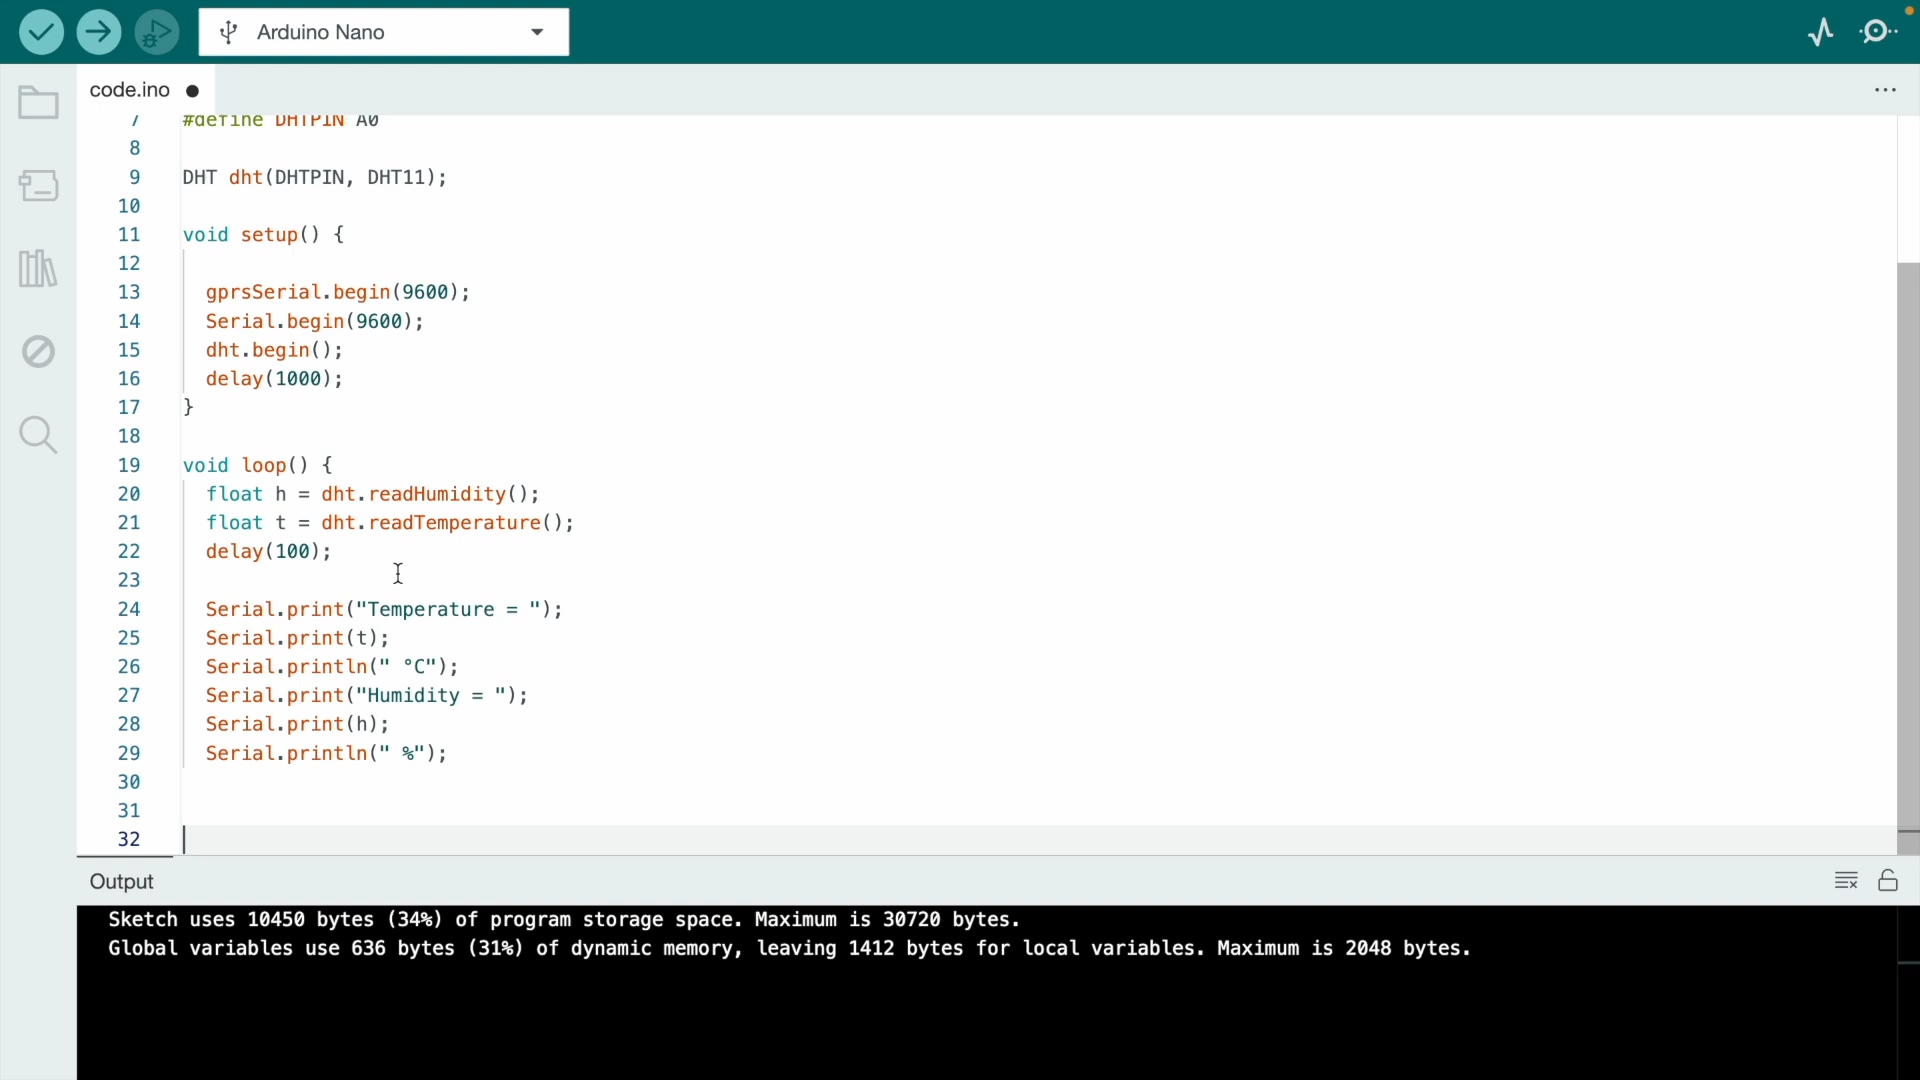 Arduino Nano
code.ino
7 #define DHTPIN A0
8
9 DHT dht(DHTPIN, DHT11);
10
11 void setup() {
12
13 gprsSerial.begin(9600);
14 Serial.begin(9600);
15 dht.begin();
16 delay(1000);
17 }
18
19 void loop() {
20 float h = dht.readHumidity();
21 float t = dht.readTemperature();
22 delay(100);
23
24 Serial.print("Temperature = ");
25 Serial.print(t);
26 Serial.println(" °C");
27 Serial.print("Humidity = ");
28 Serial.print(h);
29 Serial.println(" %");
30
31
32
Output
Sketch uses 10450 bytes (34%) of program storage space. Maximum is 30720 bytes.
Global variables use 636 bytes (31%) of dynamic memory, leaving 1412 bytes for local variables. Maximum is 2048 bytes.